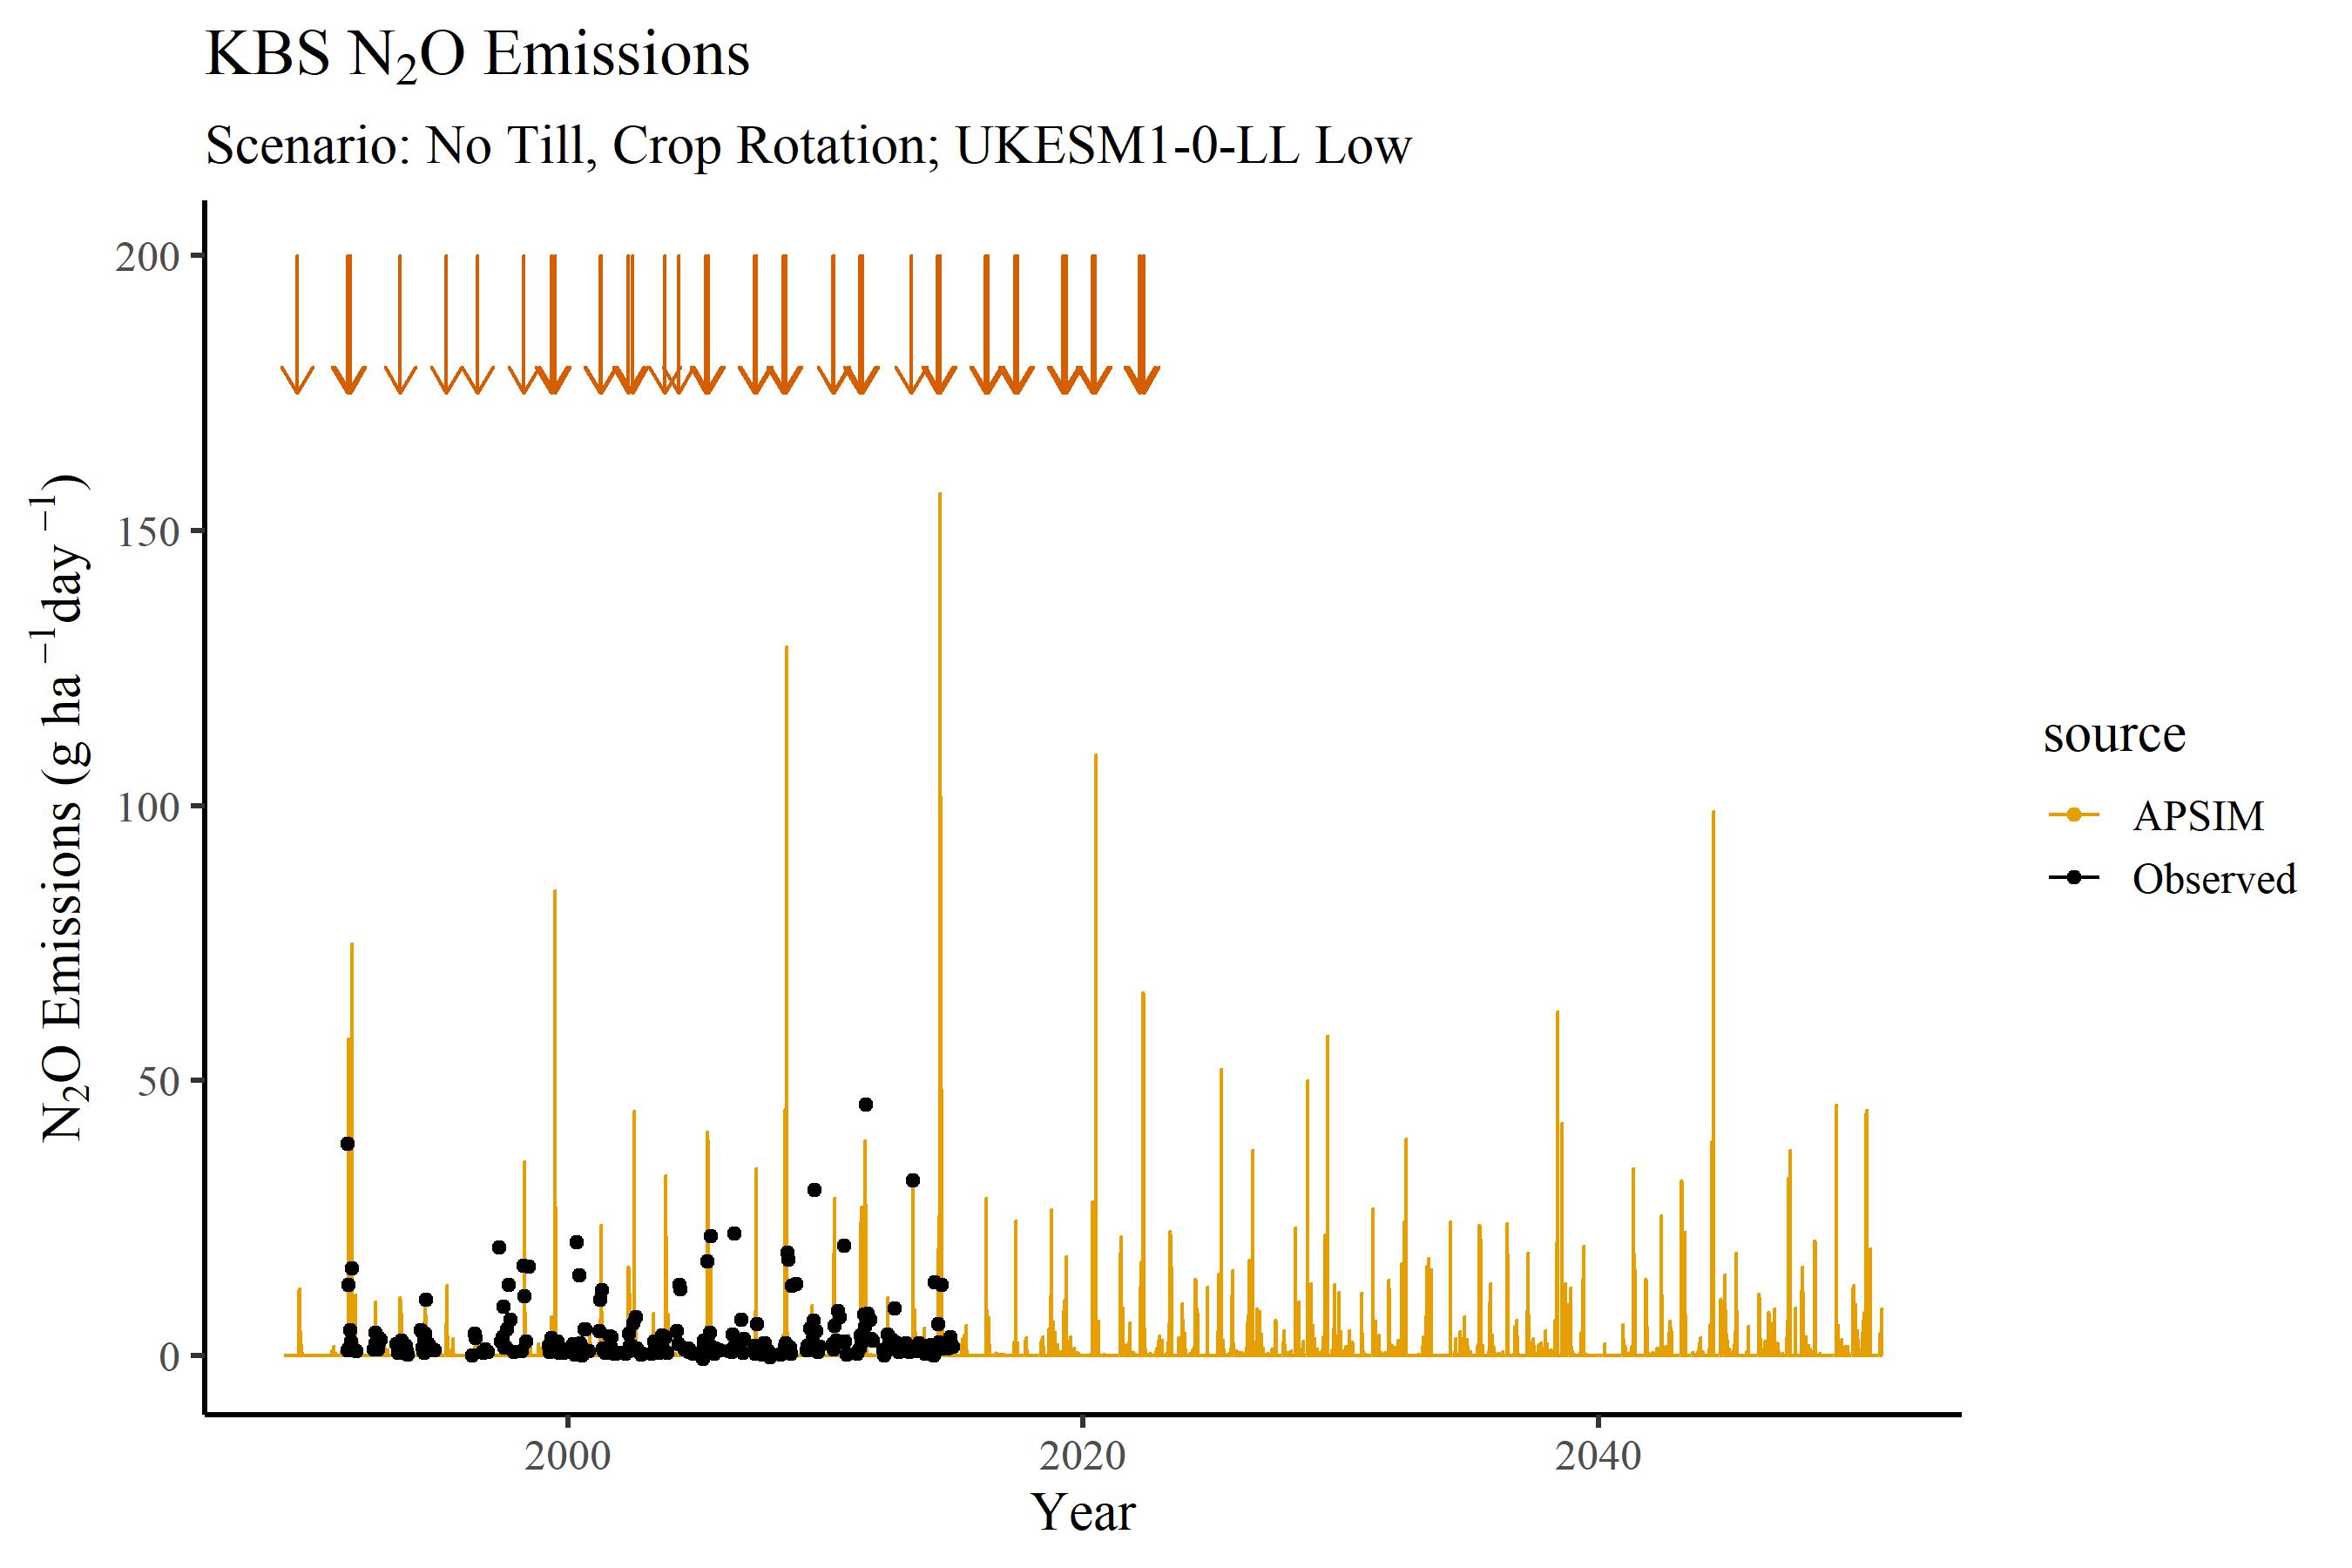 KBS N₂O Emissions
Scenario: No Till, Crop Rotation; UKESM1-0-LL Low
N₂O Emissions (g ha ⁻¹day ⁻¹)
200
150
100
50
0
2000 2020 2040
Year
source
APSIM
Observed